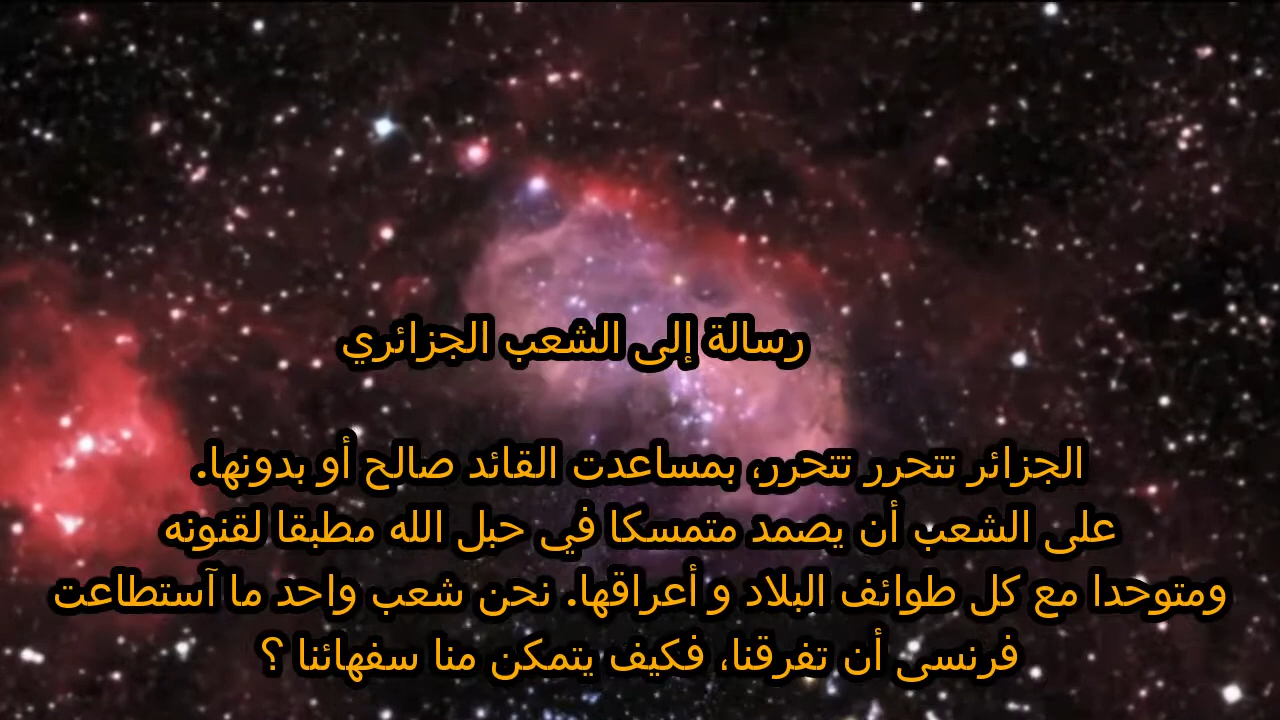 رسالة إلى الشعب الجزائري
الجزائر تتحرر تتحرر، بمساعدت القائد صالح أو بدونها.
على الشعب أن يصمد متمسكا في حبل الله مطبقا لقنونه
ومتوحدا مع كل طوائف البلاد و أعراقها. نحن شعب واحد ما آستطاعت
فرنسى أن تفرقنا، فكيف يتمكن منا سفهائنا ؟